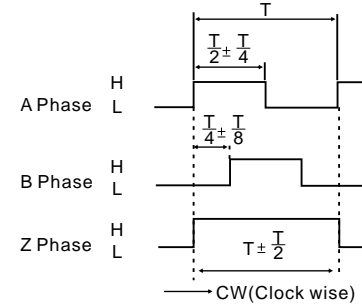 T
T/2 ± T/4
H
A Phase L
T/4 ± T/8
H
B Phase L
H
Z Phase L
T ± T/2
CW(Clock wise)